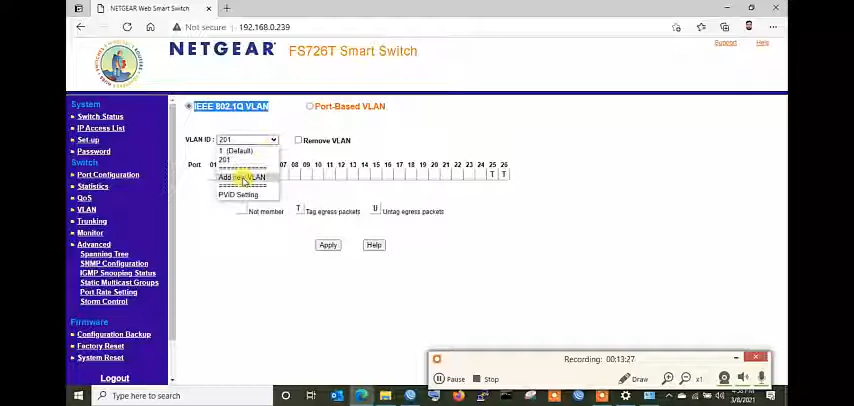 NETGEAR Web Smart Switch
Not secure
192.168.0.239
NETGEAR®
FS726T Smart Switch
Support
Help
System
Switch Status
IP Access List
Set-up
Password
Switch
Port Configuration
Statistics
QoS
VLAN
Trunking
Monitor
Advanced
Spanning Tree
SNMP Configuration
IGMP Snooping Status
Static Multicast Groups
Port Rate Setting
Storm Control
Firmware
Configuration Backup
Factory Reset
System Reset
Logout
IEEE 802.1Q VLAN
Port-Based VLAN
VLAN ID : 201
Remove VLAN
1 (Default)
201
==============
Add new VLAN
==============
PVID Setting
Port 01 07 08 09 10 11 12 13 14 15 16 17 18 19 20 21 22 23 24 25 26
T T
Not member T Tag egress packets U Untag egress packets
Apply Help
Recording: 00:13:27
Pause Stop Draw x1
Type here to search
3/8/2021